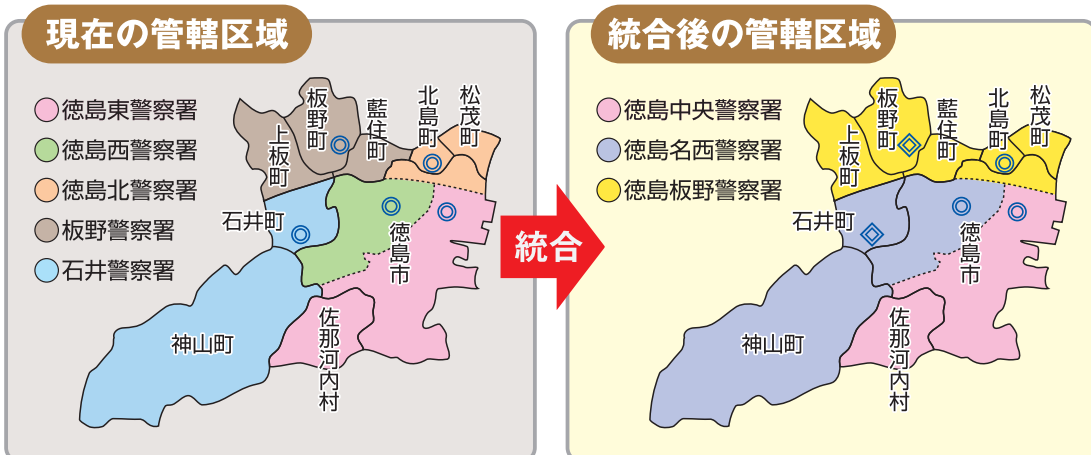 現在の管轄区域
徳島東警察署
徳島西警察署
徳島北警察署
板野警察署
石井警察署
上板町
板野町
藍住町
北島町
松茂町
石井町
徳島市
神山町
佐那河内村
統合
統合後の管轄区域
徳島中央警察署
徳島名西警察署
徳島板野警察署
上板町
板野町
藍住町
北島町
松茂町
石井町
徳島市
神山町
佐那河内村